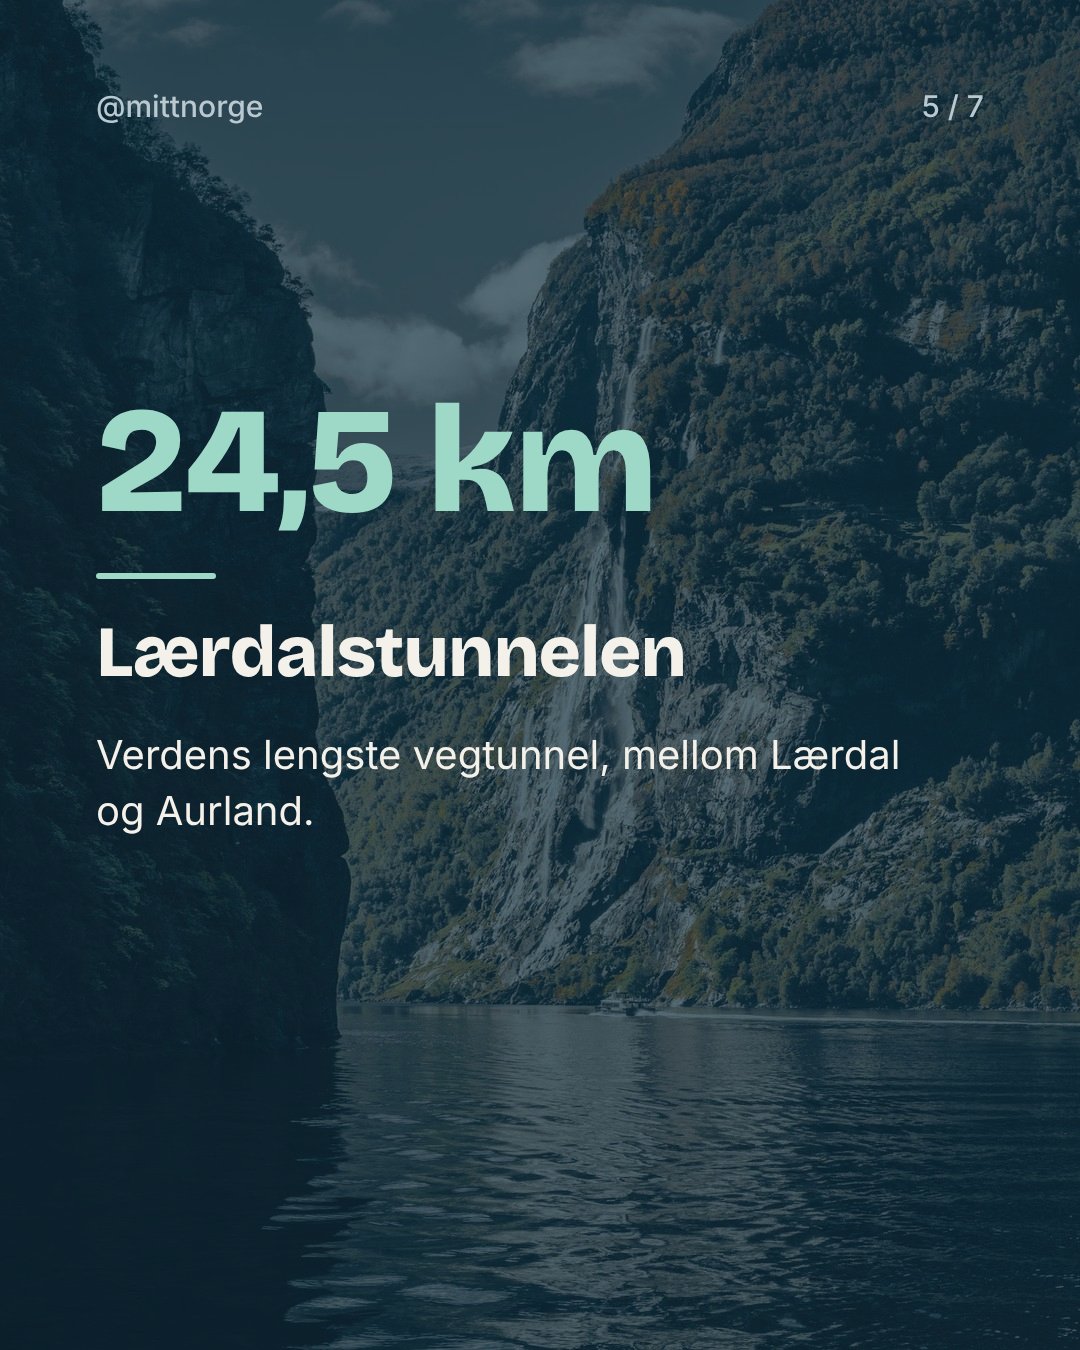 @mittnorge
5 / 7
24,5 km
Lærdalstunnelen
Verdens lengste vegtunnel, mellom Lærdal
og Aurland.